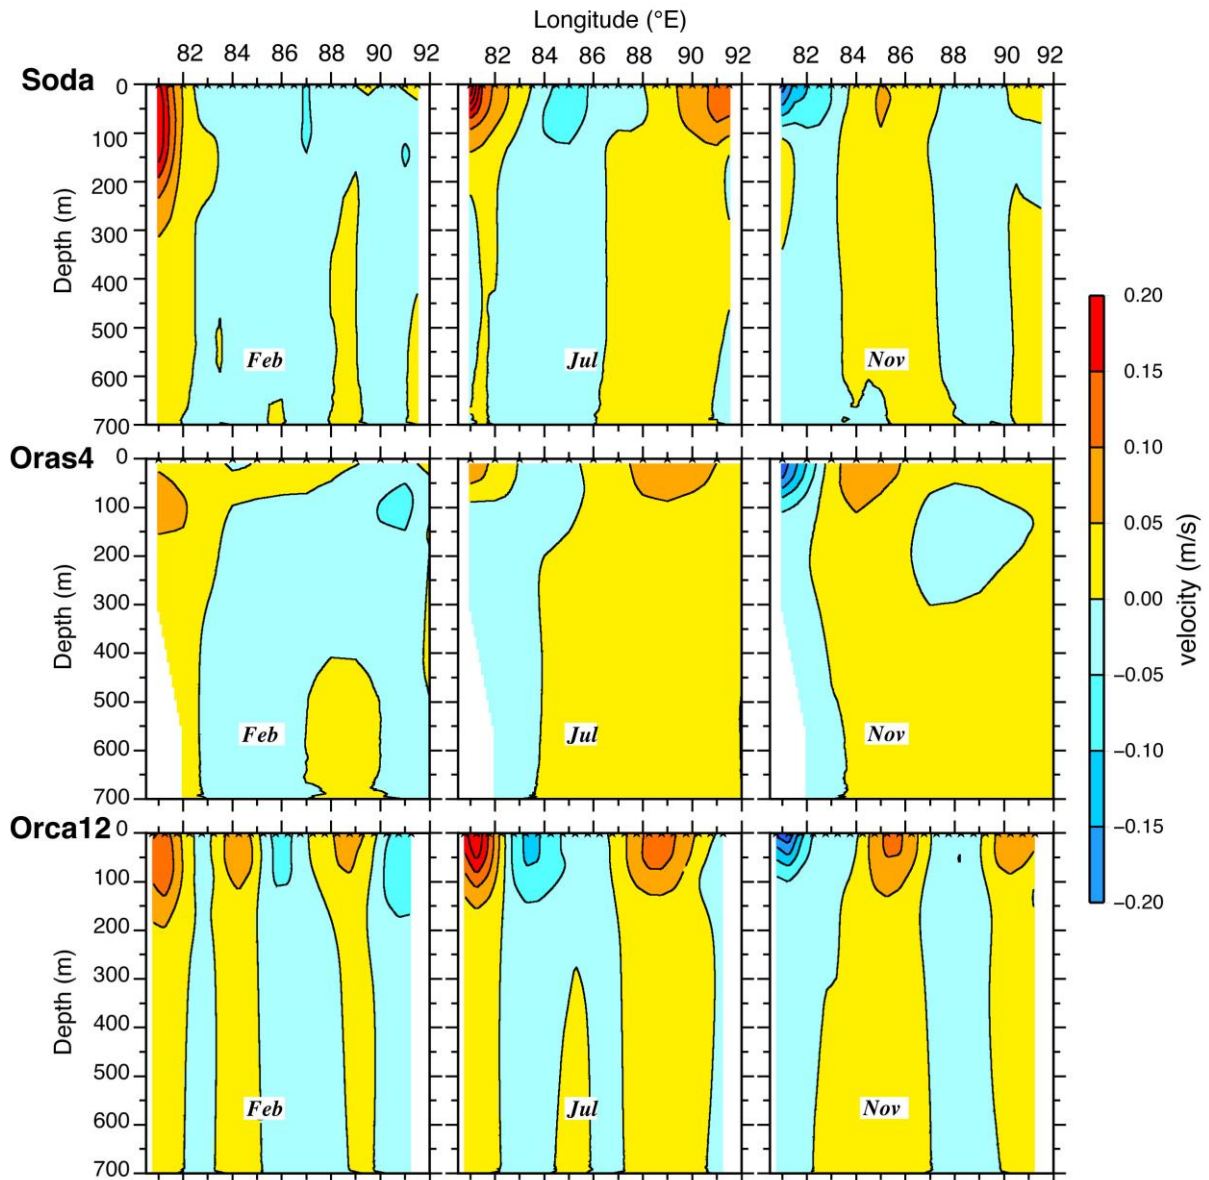 Longitude (°E)
82 84 86 88 90 92 82 84 86 88 90 92 82 84 86 88 90 92
Soda
0
100
200
300
400
500
600
700
Depth (m)
Feb Jul Nov
Oras4
0
100
200
300
400
500
600
700
Depth (m)
Feb Jul Nov
Orca12
0
100
200
300
400
500
600
700
Depth (m)
Feb Jul Nov
0.20
0.15
0.10
0.05
0.00
−0.05
−0.10
−0.15
−0.20
velocity (m/s)